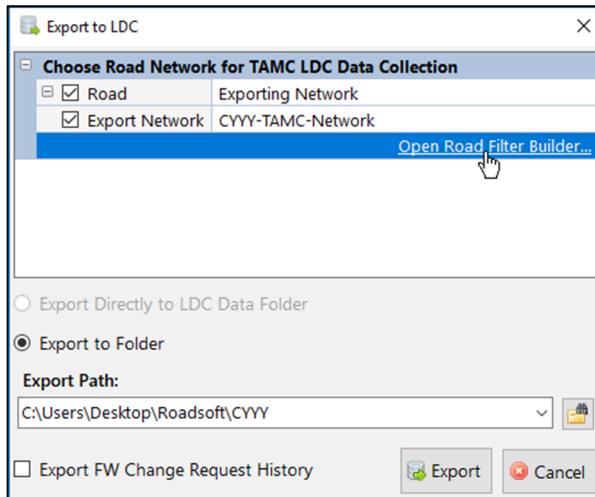 Export to LDC
Choose Road Network for TAMC LDC Data Collection
Road Exporting Network
Export Network CYYY-TAMC-Network
Open Road Filter Builder...
Export Directly to LDC Data Folder
Export to Folder
Export Path:
C:\Users\Desktop\Roadsoft\CYYY
Export FW Change Request History Export Cancel